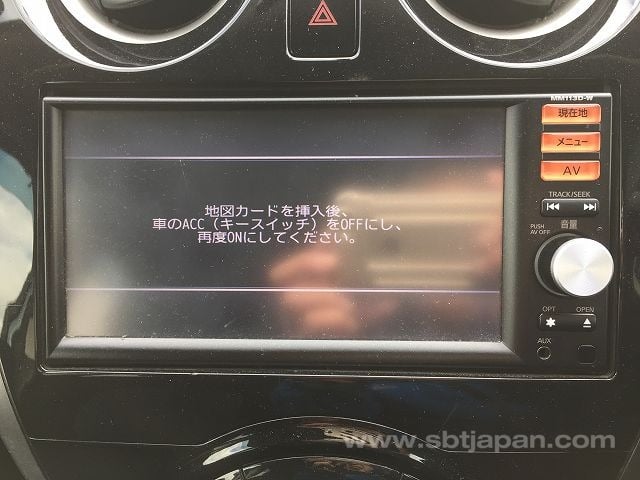 MM113D-W
現在地
メニュー
AV
TRACK/SEEK
音量
PUSH
AV OFF
地図カードを挿入後、
車のACC（キースイッチ）をOFFにし、
再度ONにしてください。
OPT
OPEN
AUX
www.sbtjapan.com